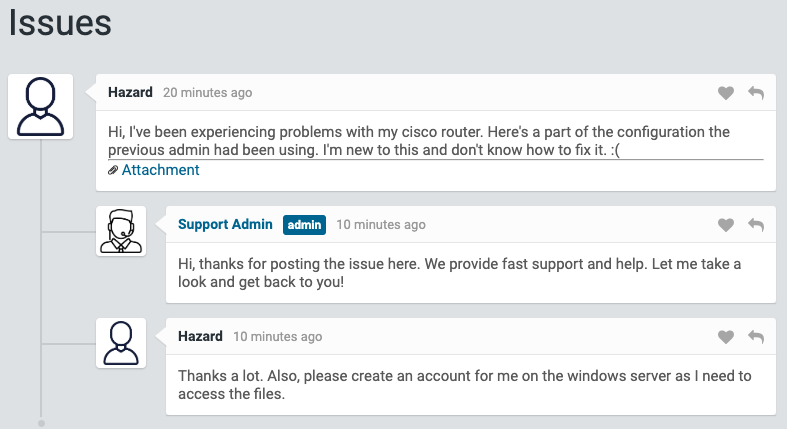 Issues
Hazard 20 minutes ago
Hi, I've been experiencing problems with my cisco router. Here's a part of the configuration the
previous admin had been using. I'm new to this and don't know how to fix it. :(
Attachment
Support Admin admin 10 minutes ago
Hi, thanks for posting the issue here. We provide fast support and help. Let me take a
look and get back to you!
Hazard 10 minutes ago
Thanks a lot. Also, please create an account for me on the windows server as I need to
access the files.